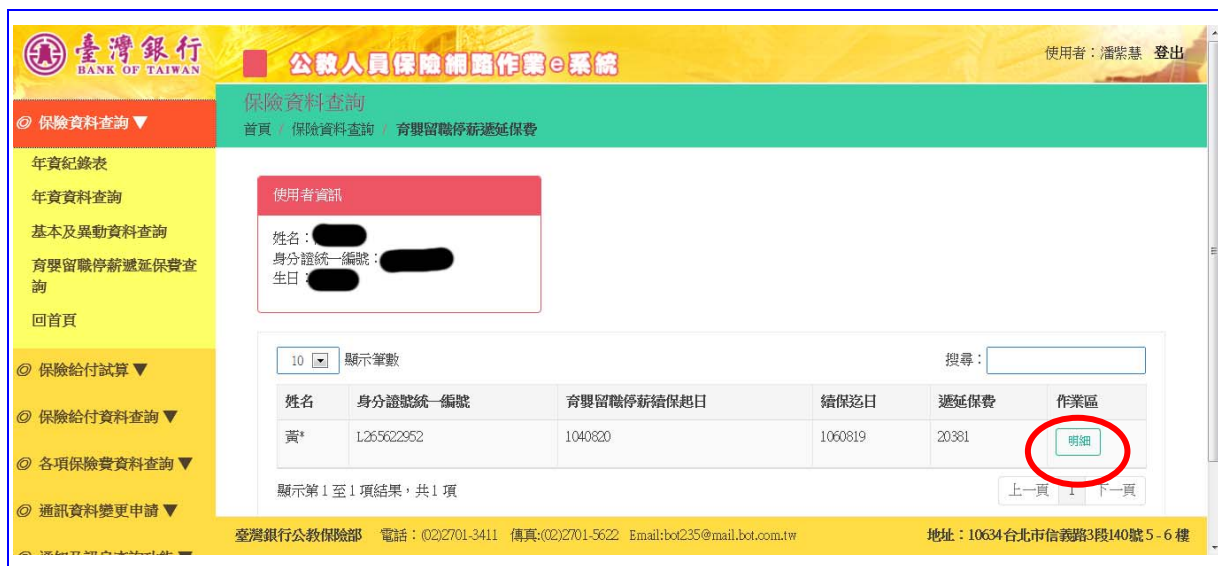 臺灣銀行
BANK OF TAIWAN
公教人員保險網路作業e系統
使用者：潘紫慧 登出
◎ 保險資料查詢▼
年資紀錄表
年資資料查詢
基本及異動資料查詢
育嬰留職停薪遞延保費查
詢
回首頁
◎ 保險給付試算▼
◎ 保險給付資料查詢▼
◎ 各項保險費資料查詢▼
◎ 通訊資料變更申請▼
保險資料查詢
首頁 / 保險資料查詢 / 育嬰留職停薪遞延保費
使用者資訊
姓名：
身分證統一編號：
生日：
10 顯示筆數 搜尋：
姓名 身分證號統一編號 育嬰留職停薪續保起日 續保迄日 遞延保費 作業區
黃* L265622952 1040820 1060819 20381 明細
顯示第 1 至 1 項結果，共 1 項 上一頁 1 下一頁
臺灣銀行公教保險部 電話：(02)2701-3411 傳真:(02)2701-5622 Email:bot235@mail.bot.com.tw 地址：10634台北市信義路3段140號 5 - 6 樓